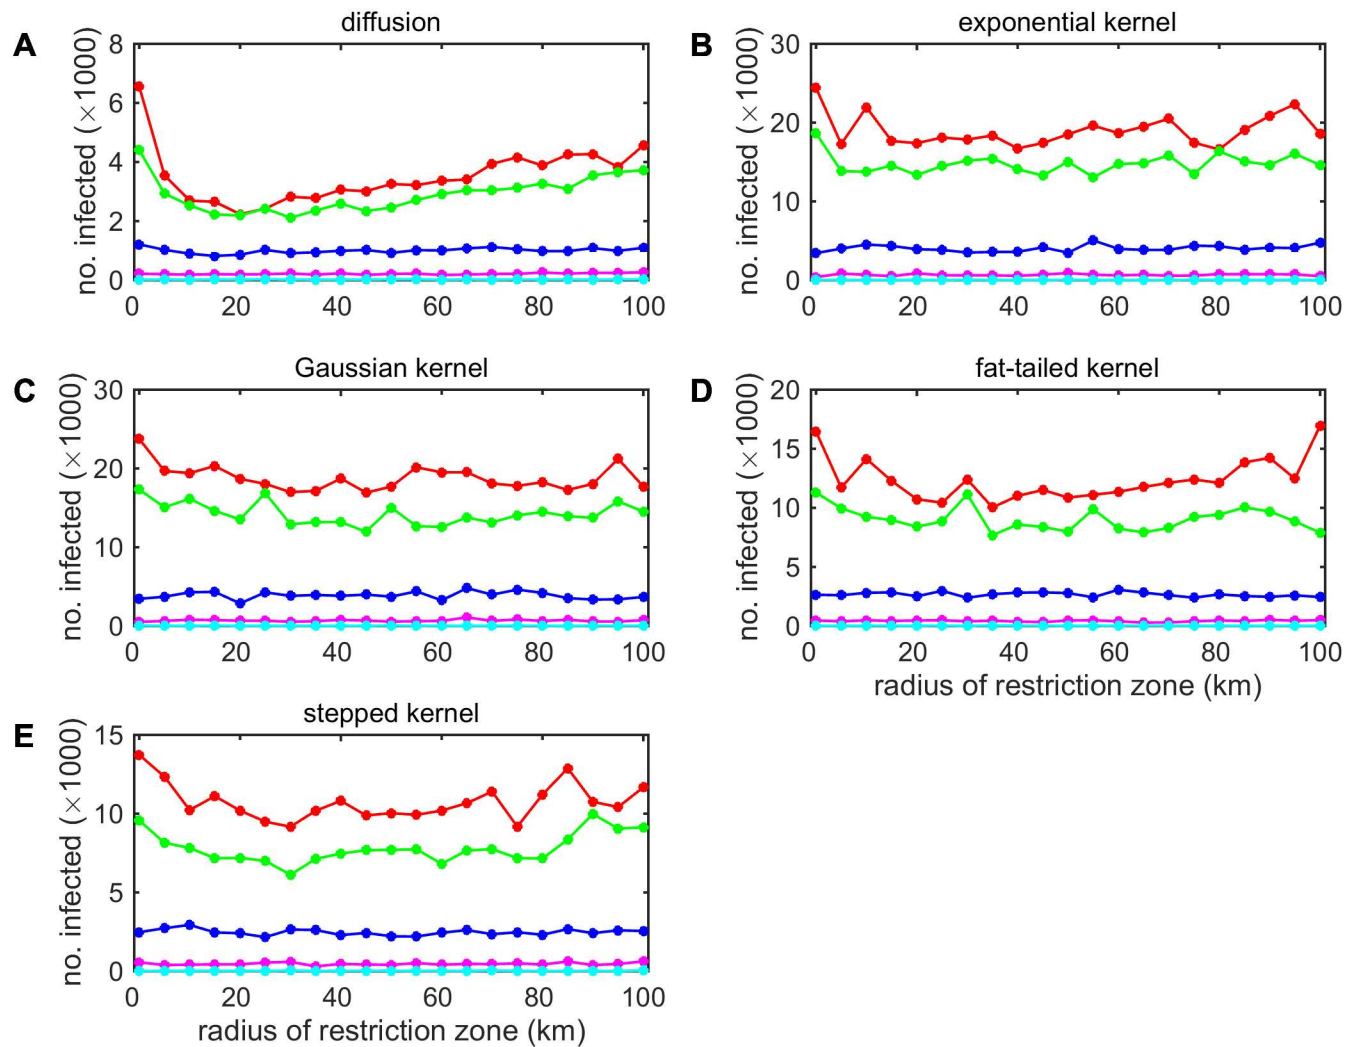 A
diffusion
no. infected (×1000)
8
6
4
2
0
0 20 40 60 80 100
B
exponential kernel
no. infected (×1000)
30
20
10
0
0 20 40 60 80 100
C
Gaussian kernel
no. infected (×1000)
30
20
10
0
0 20 40 60 80 100
D
fat-tailed kernel
no. infected (×1000)
20
15
10
5
0
0 20 40 60 80 100
radius of restriction zone (km)
E
stepped kernel
no. infected (×1000)
15
10
5
0
0 20 40 60 80 100
radius of restriction zone (km)